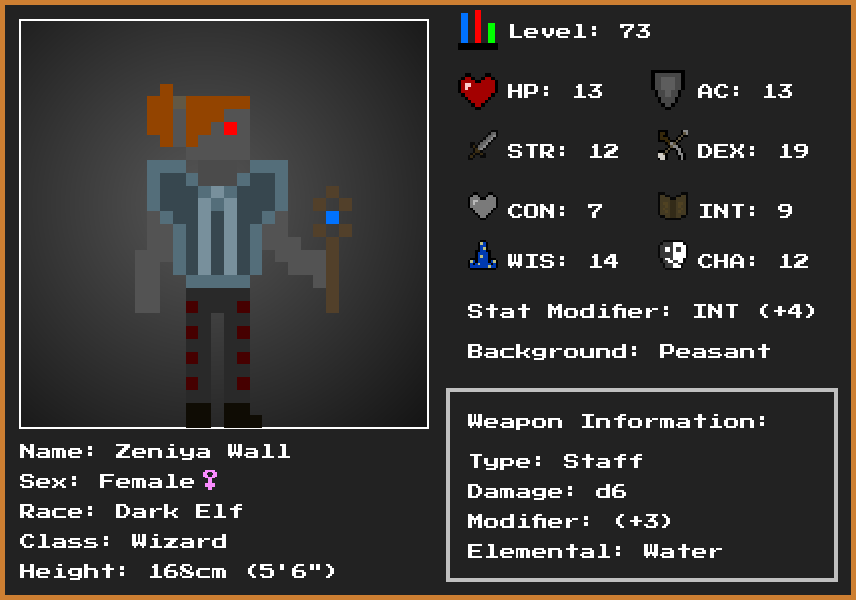 Level: 73
HP: 13 AC: 13
STR: 12 DEX: 19
CON: 7 INT: 9
WIS: 14 CHA: 12
Stat Modifier: INT (+4)
Background: Peasant
Weapon Information:
Type: Staff
Damage: d6
Modifier: (+3)
Elemental: Water
Name: Zeniya Wall
Sex: Female♀
Race: Dark Elf
Class: Wizard
Height: 168cm (5'6")